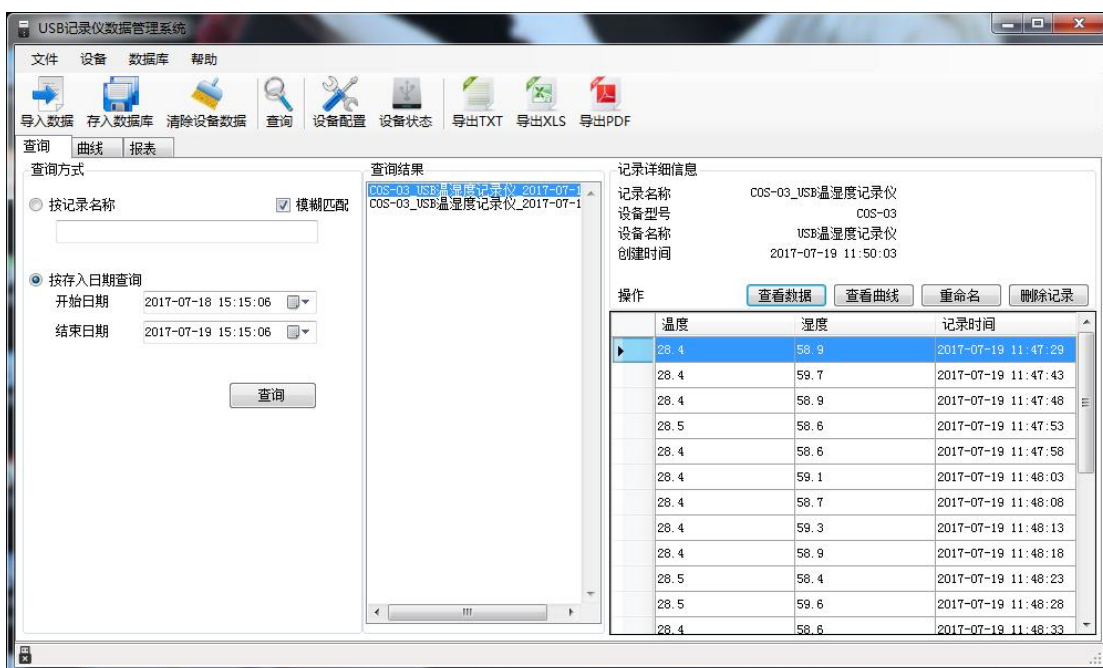 USB记录仪数据管理系统
文件 设备 数据库 帮助
导入数据 存入数据库 清除设备数据 查询 设备配置 设备状态 导出TXT 导出XLS 导出PDF
查询 曲线 报表
查询方式
按记录名称 模糊匹配
按存入日期查询
开始日期 2017-07-18 15:15:06
结束日期 2017-07-19 15:15:06
查询
查询结果
COS-03_USB温湿度记录仪_2017-07-1
COS-03_USB温湿度记录仪_2017-07-1
记录详细信息
记录名称 COS-03_USB温湿度记录仪
设备型号 COS-03
设备名称 USB温湿度记录仪
创建时间 2017-07-19 11:50:03
操作 查看数据 查看曲线 重命名 删除记录
温度 湿度 记录时间
28.4 58.9 2017-07-19 11:47:29
28.4 59.7 2017-07-19 11:47:43
28.4 58.9 2017-07-19 11:47:48
28.5 58.6 2017-07-19 11:47:53
28.4 58.6 2017-07-19 11:47:58
28.4 59.1 2017-07-19 11:48:03
28.4 58.7 2017-07-19 11:48:08
28.4 59.3 2017-07-19 11:48:13
28.4 58.9 2017-07-19 11:48:18
28.5 58.4 2017-07-19 11:48:23
28.5 59.6 2017-07-19 11:48:28
28.4 58.6 2017-07-19 11:48:33